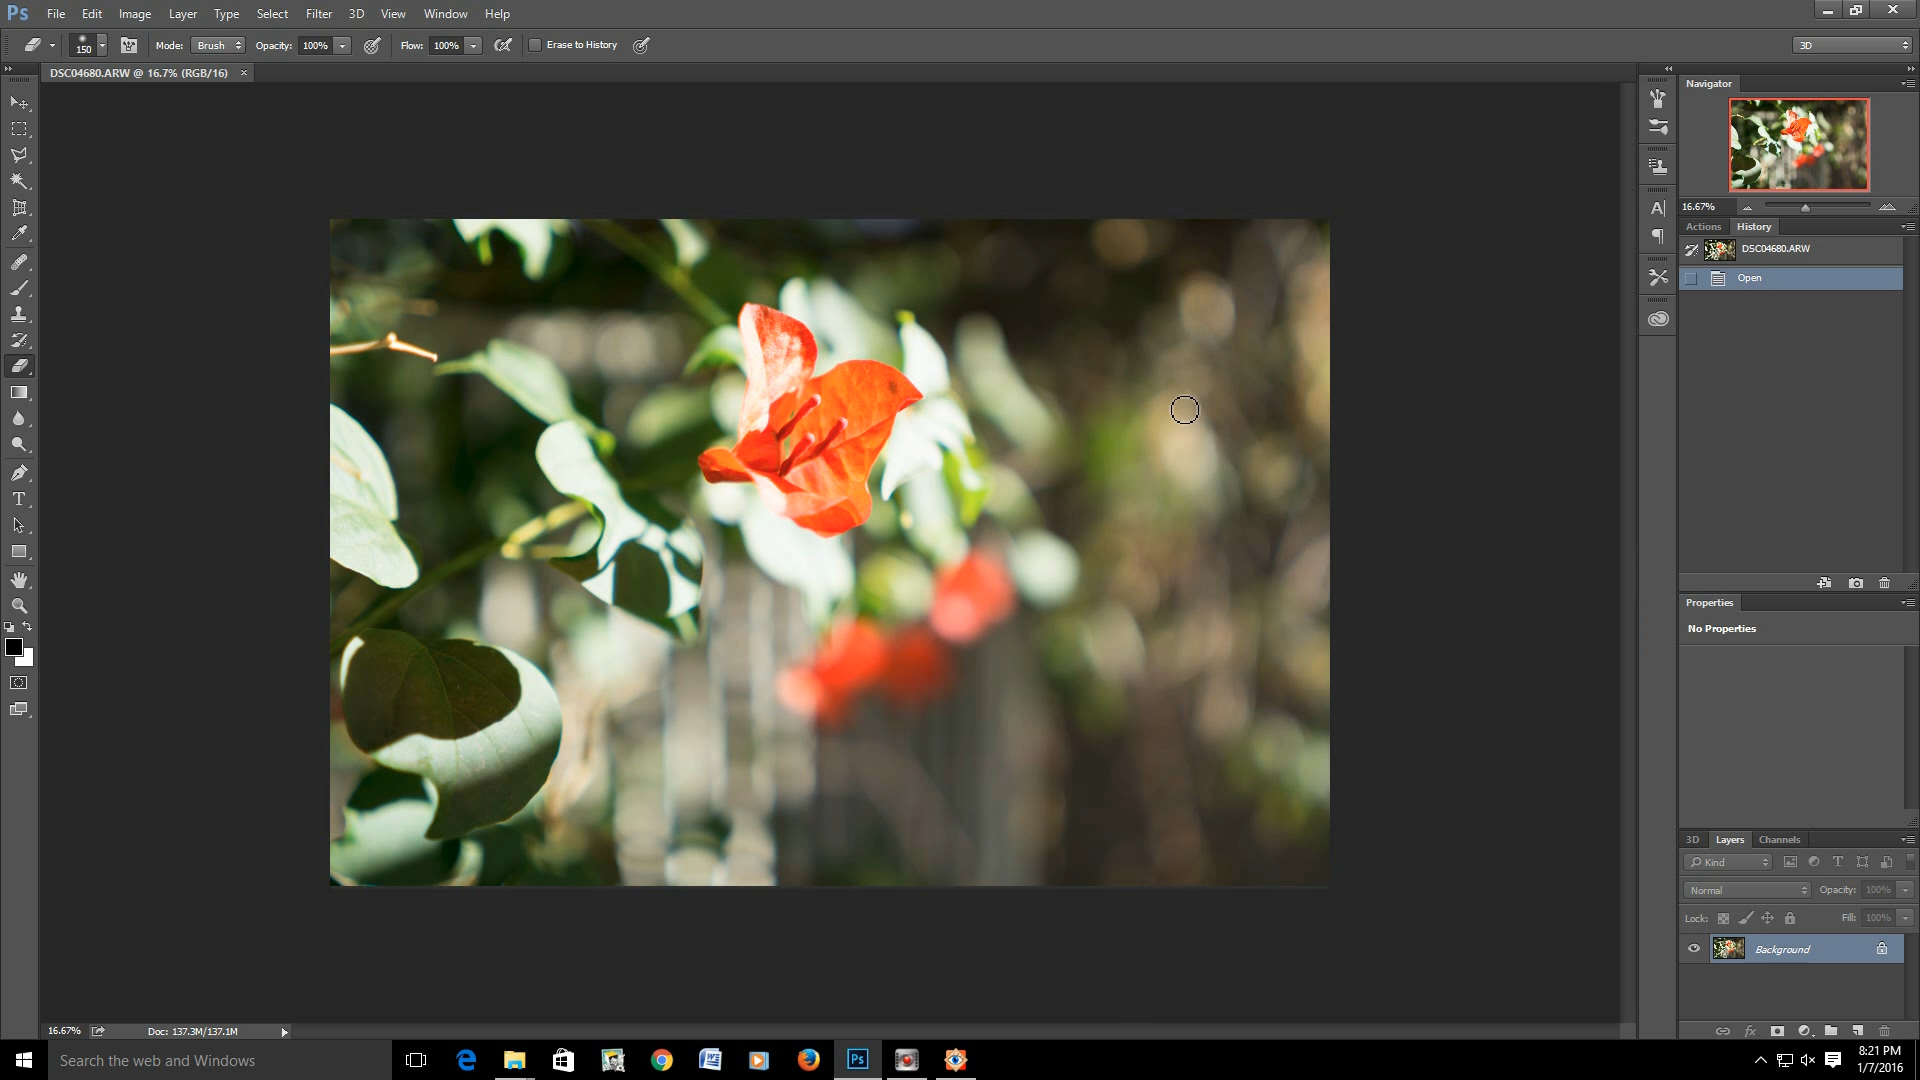 Ps File Edit Image Layer Type Select Filter 3D View Window Help
150 Mode: Brush Opacity: 100% Flow: 100% Erase to History 3D
DSC04680.ARW @ 16.7% (RGB/16) ×
Navigator
16.67%
Actions History
DSC04680.ARW
Open
Properties
No Properties
3D Layers Channels
Kind
Normal Opacity: 100%
Lock: Fill: 100%
Background
16.67% Doc: 137.3M/137.1M
Search the web and Windows
Ps
8:21 PM
1/7/2016